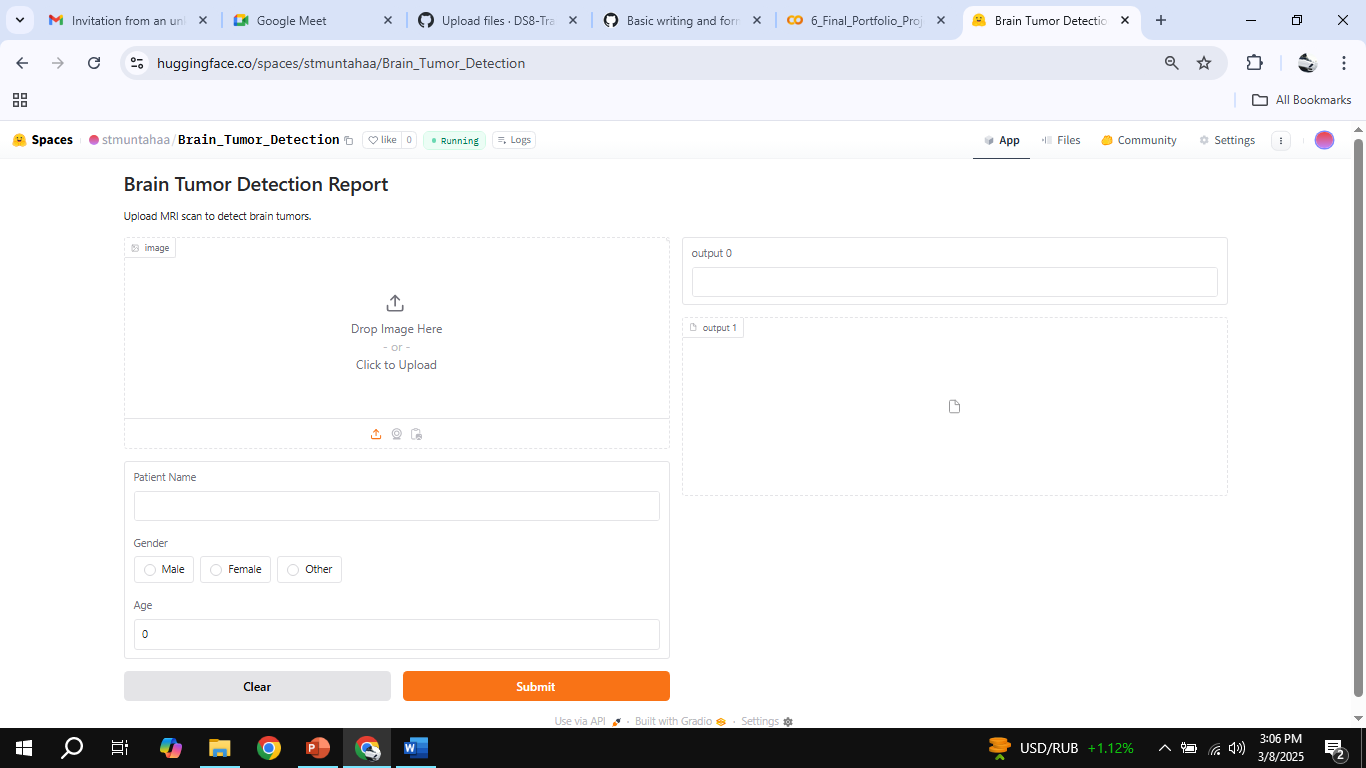 Invitation from an un
Google Meet
Upload files · DS8-Tra
Basic writing and form
6_Final_Portfolio_Proj
Brain Tumor Detectio
huggingface.co/spaces/stmuntahaa/Brain_Tumor_Detection
All Bookmarks
Spaces
stmuntahaa/Brain_Tumor_Detection
like 0
Running
Logs
App
Files
Community
Settings
Brain Tumor Detection Report
Upload MRI scan to detect brain tumors.
image
Drop Image Here
- or -
Click to Upload
output 0
output 1
Patient Name
Gender
Male
Female
Other
Age
0
Clear
Submit
Use via API · Built with Gradio · Settings
USD/RUB +1.12%
3:06 PM
3/8/2025
2